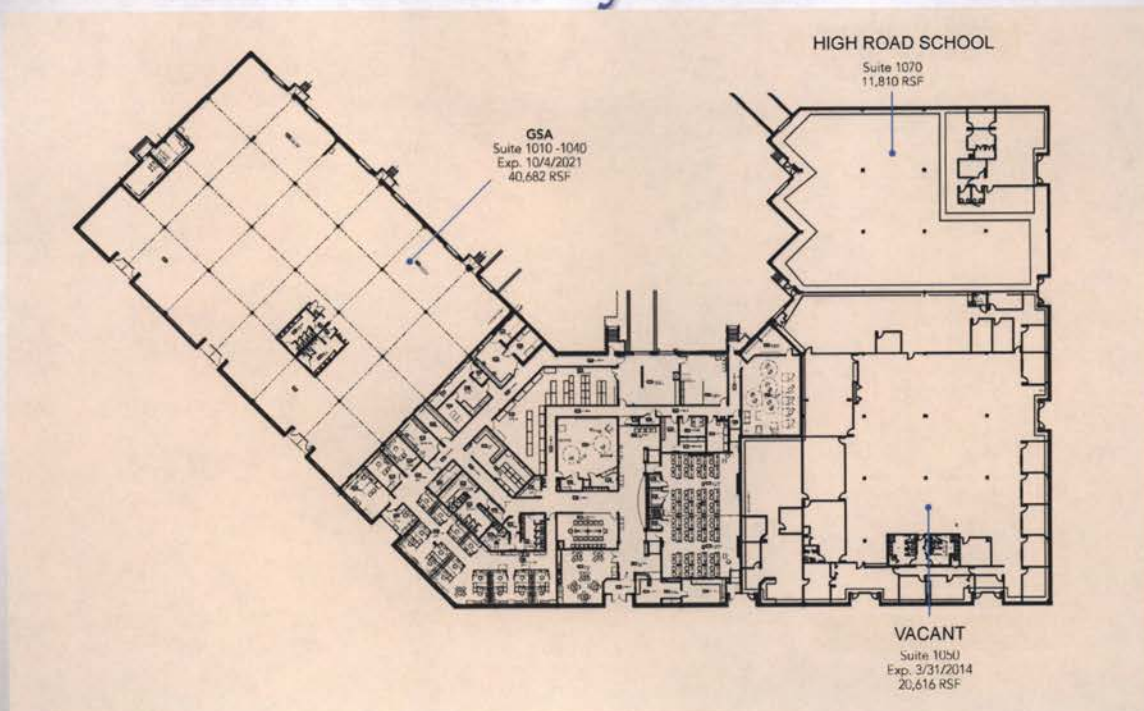 GSA
Suite 1010 -1040
Exp. 10/4/2021
40,682 RSF
HIGH ROAD SCHOOL
Suite 1070
11,810 RSF
VACANT
Suite 1050
Exp. 3/31/2014
20,616 RSF